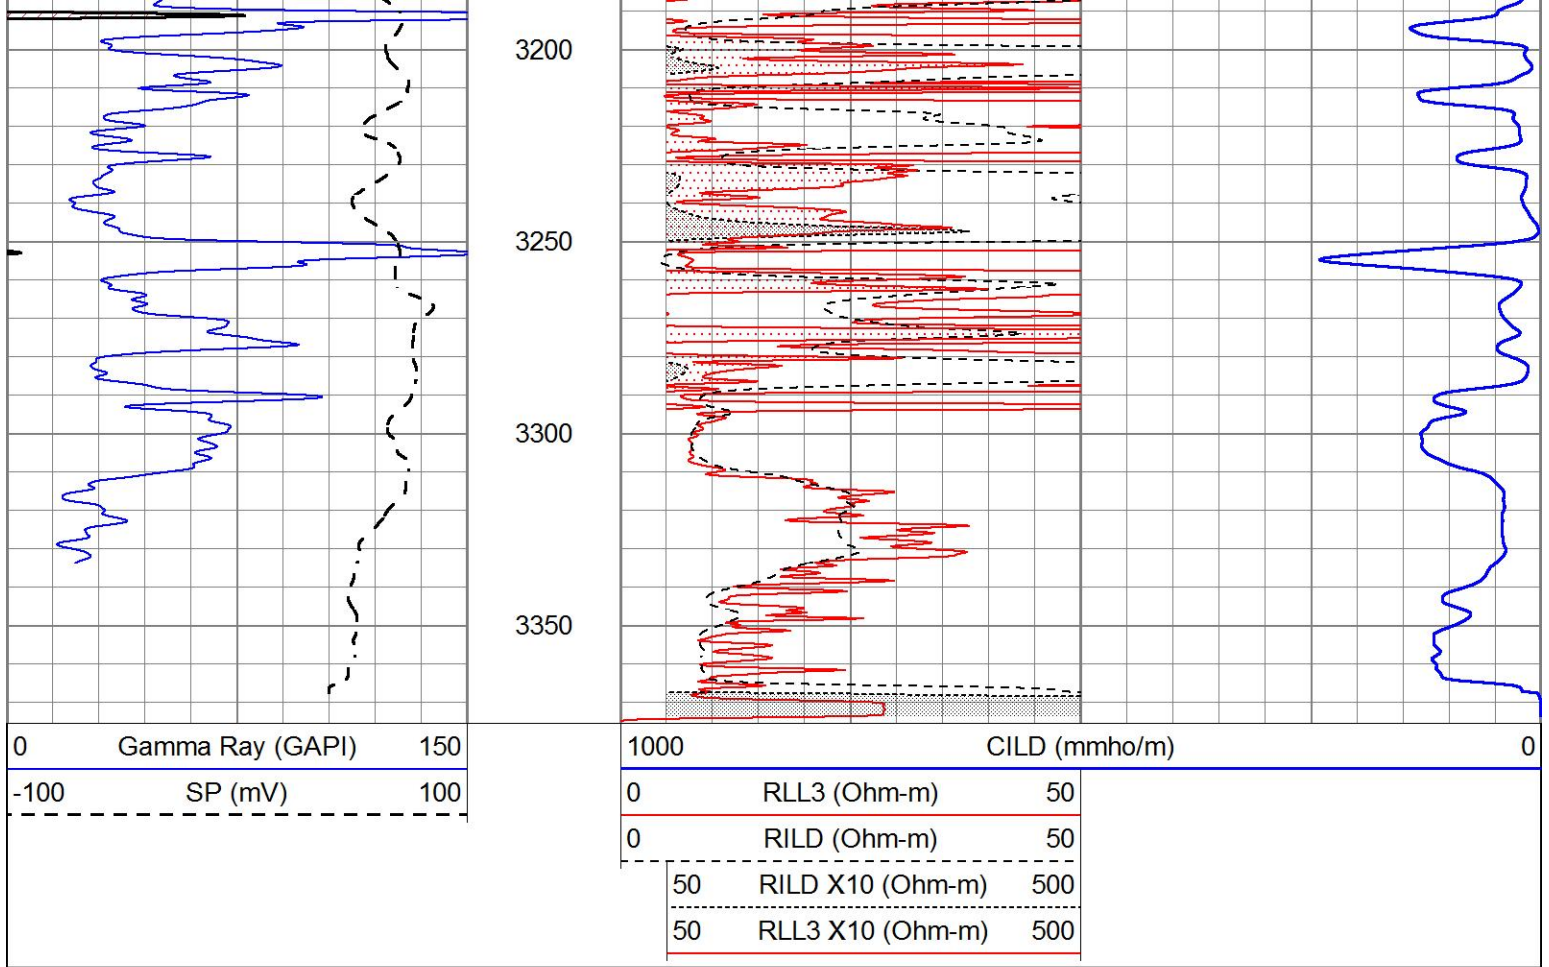 3200
3250
3300
3350
0 Gamma Ray (GAPI) 150
1000 CILD (mmho/m) 0
-100 SP (mV) 100
0 RLL3 (Ohm-m) 50
0 RILD (Ohm-m) 50
50 RILD X10 (Ohm-m) 500
50 RLL3 X10 (Ohm-m) 500